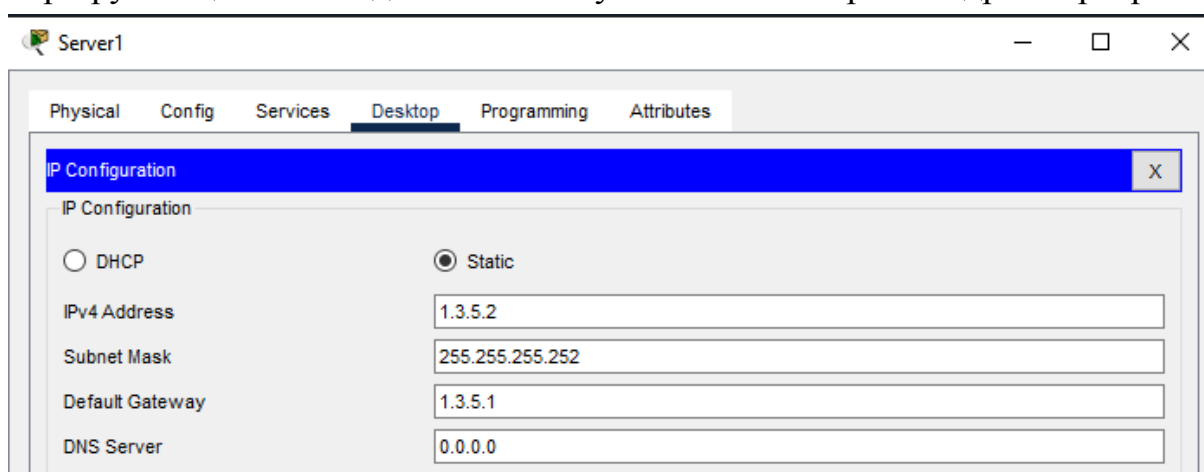 Server1
Physical Config Services Desktop Programming Attributes
IP Configuration X
IP Configuration
DHCP Static
IPv4 Address 1.3.5.2
Subnet Mask 255.255.255.252
Default Gateway 1.3.5.1
DNS Server 0.0.0.0